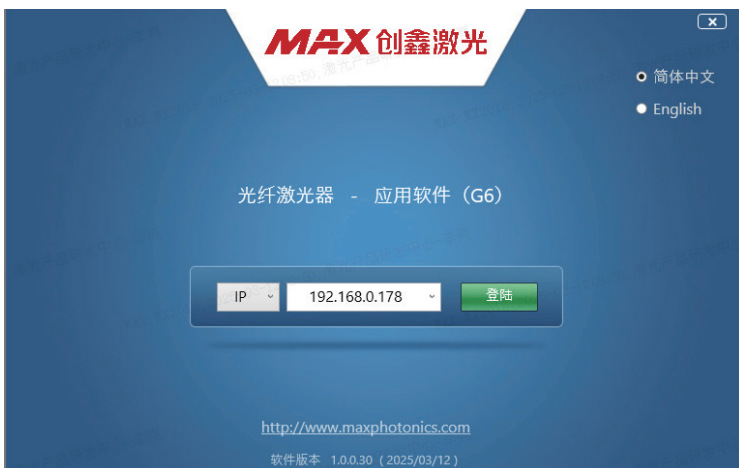 MAX 创鑫激光
简体中文
English
光纤激光器 - 应用软件（G6）
IP 192.168.0.178 登陆
http://www.maxphotonics.com
软件版本 1.0.0.30 ( 2025/03/12 )